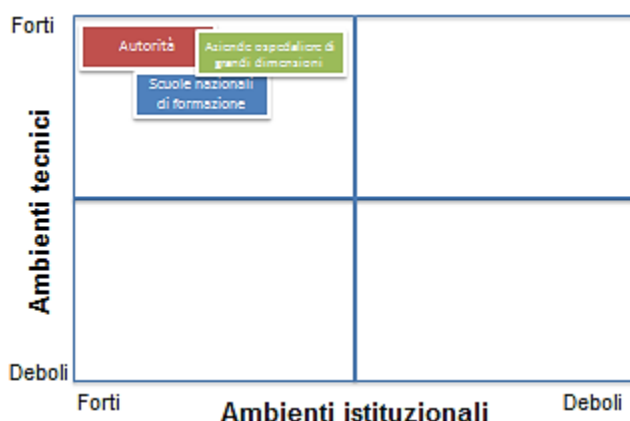 Forti
Autorità
Aziende ospedaliere di
grandi dimensioni
Scuole nazionali
di formazione
Ambienti tecnici
Deboli
Forti
Ambienti istituzionali
Deboli